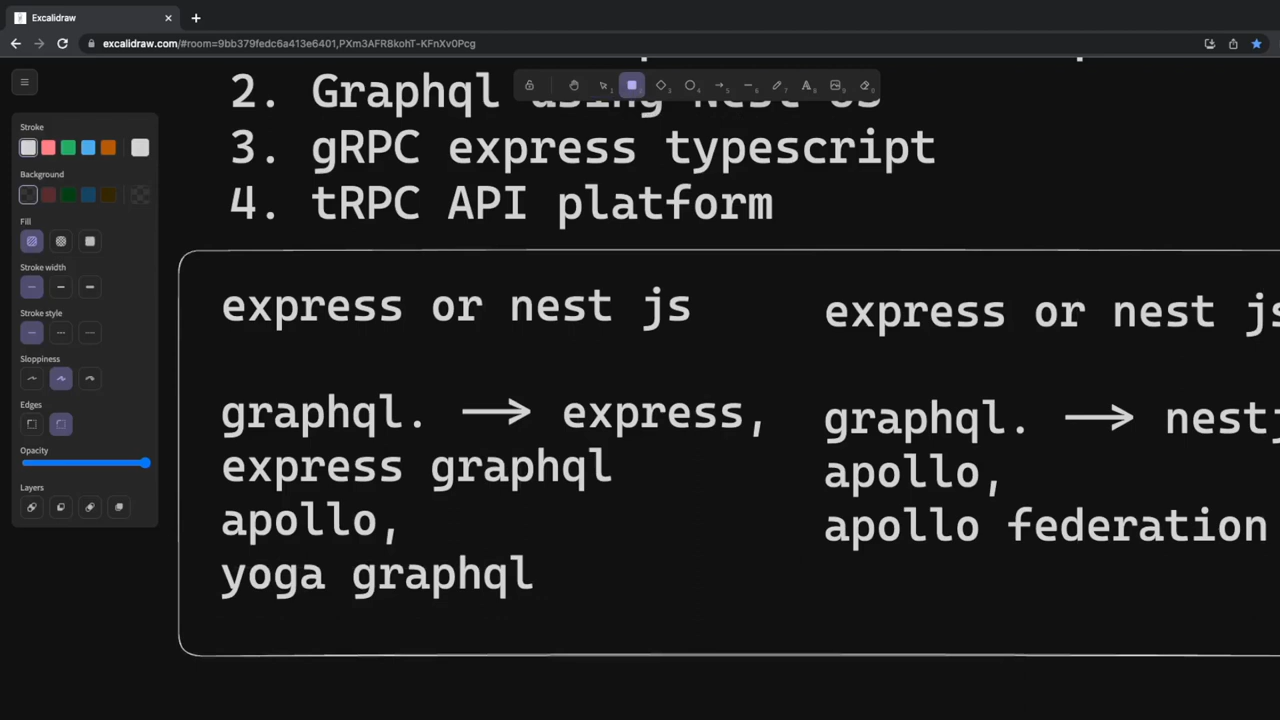 Excalidraw
excalidraw.com/#room=9bb379fedc6a413e6401,PXm3AFR8kohT-KFnXv0Pcg
2. Graphql using Nest
3. gRPC express typescript
4. tRPC API platform
Stroke
Background
Fill
Stroke width
Stroke style
Sloppiness
Edges
Opacity
Layers
express or nest js
graphql. → express,
express graphql
apollo,
yoga graphql
express or nest js
graphql. → nestj
apollo,
apollo federation